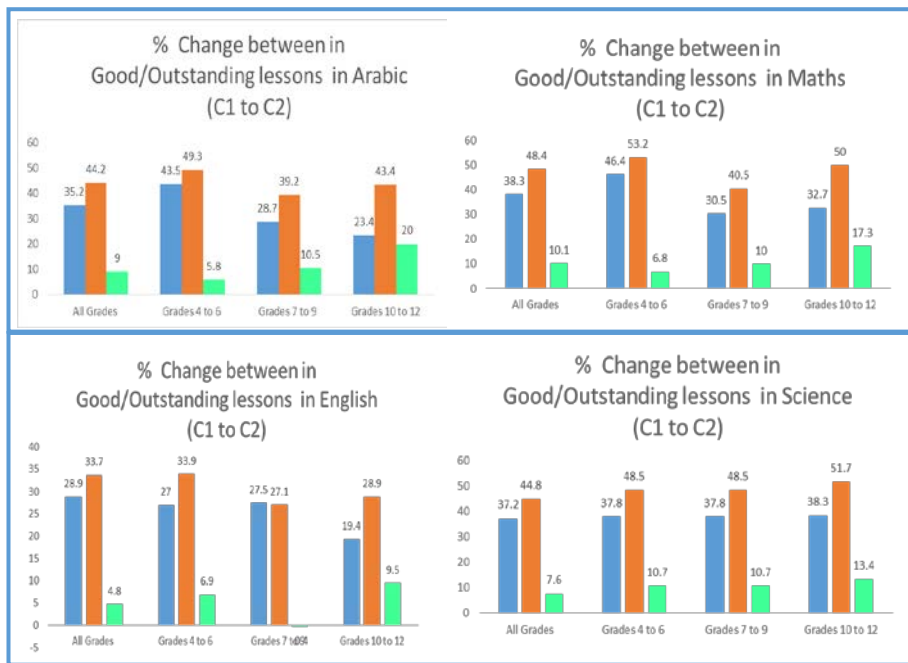 % Change between in
Good/Outstanding lessons in Arabic
(C1 to C2)
60
50
40
30
20
10
0
35.2
44.2
9
43.5
49.3
5.8
28.7
39.2
10.5
23.4
43.4
20
All Grades
Grades 4 to 6
Grades 7 to 9
Grades 10 to 12
% Change between in
Good/Outstanding lessons in Maths
(C1 to C2)
60
50
40
30
20
10
0
38.3
48.4
10.1
46.4
53.2
6.8
30.5
40.5
10
32.7
50
17.3
All Grades
Grades 4 to 6
Grades 7 to 9
Grades 10 to 12
% Change between in
Good/Outstanding lessons in English
(C1 to C2)
40
35
30
25
20
15
10
5
0
-5
28.9
33.7
4.8
27
33.9
6.9
27.5
27.1
19.4
28.9
9.5
All Grades
Grades 4 to 6
Grades 7 to 9
Grades 10 to 12
% Change between in
Good/Outstanding lessons in Science
(C1 to C2)
60
50
40
30
20
10
0
37.2
44.8
7.6
37.8
48.5
10.7
37.8
48.5
10.7
38.3
51.7
13.4
All Grades
Grades 4 to 6
Grades 7 to 9
Grades 10 to 12